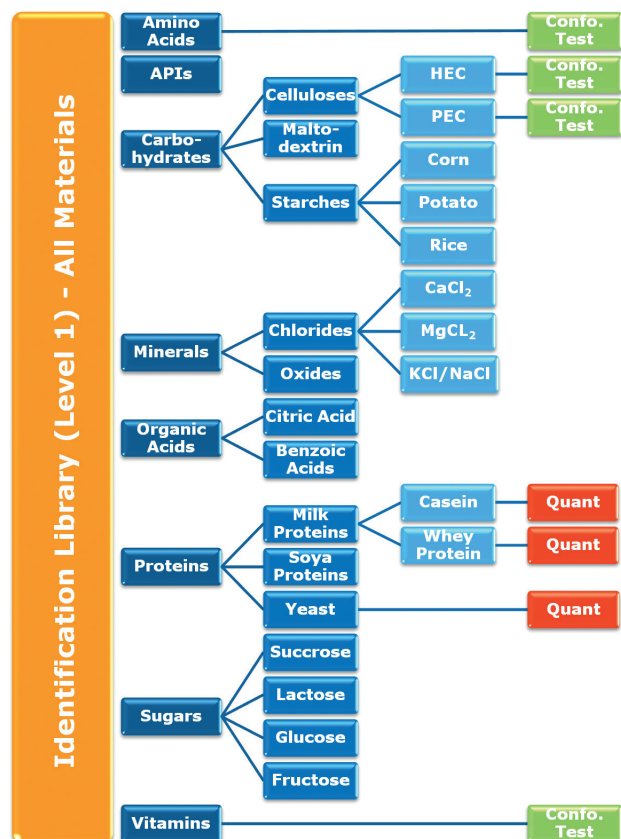 Identification Library (Level 1) - All Materials
Amino
Acids
Confo.
Test
APIs
HEC
Confo.
Test
Celluloses
PEC
Confo.
Test
Carbo-
hydrates
Malto-
dextrin
Corn
Starches
Potato
Rice
CaCl₂
Chlorides
MgCL₂
Minerals
Oxides
KCl/NaCl
Organic
Acids
Citric Acid
Benzoic
Acids
Casein
Quant
Milk
Proteins
Whey
Protein
Quant
Proteins
Soya
Proteins
Yeast
Quant
Succrose
Lactose
Sugars
Glucose
Fructose
Vitamins
Confo.
Test